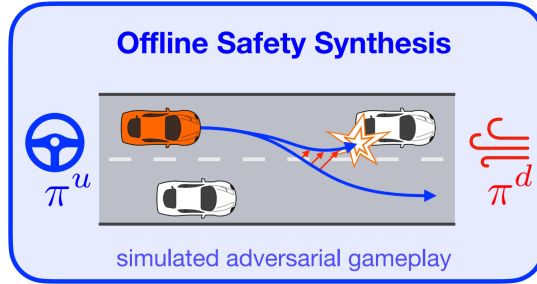 Offline Safety Synthesis
π^u
π^d
simulated adversarial gameplay